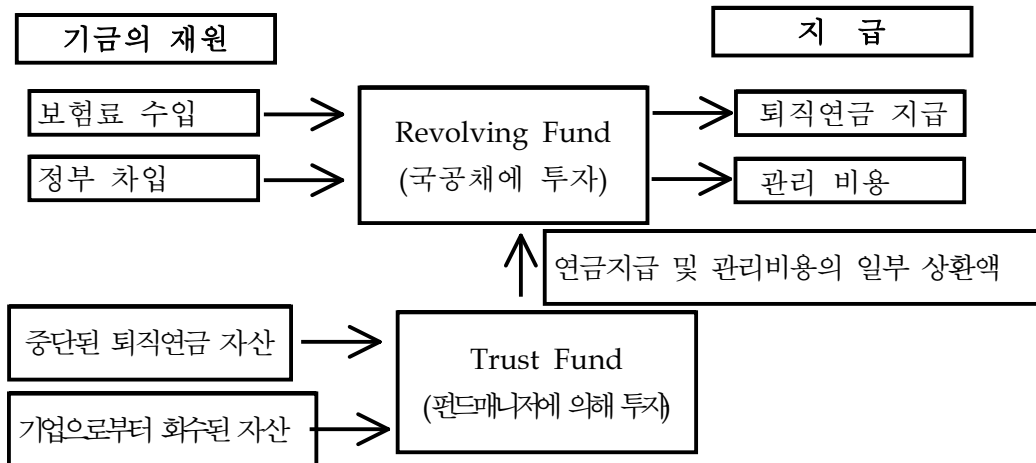 기금의 재원
지 급
보험료 수입
정부 차입
Revolving Fund
(국공채에 투자)
퇴직연금 지급
관리 비용
연금지급 및 관리비용의 일부 상환액
중단된 퇴직연금 자산
기업으로부터 회수된 자산
Trust Fund
(펀드매니저에 의해 투자)